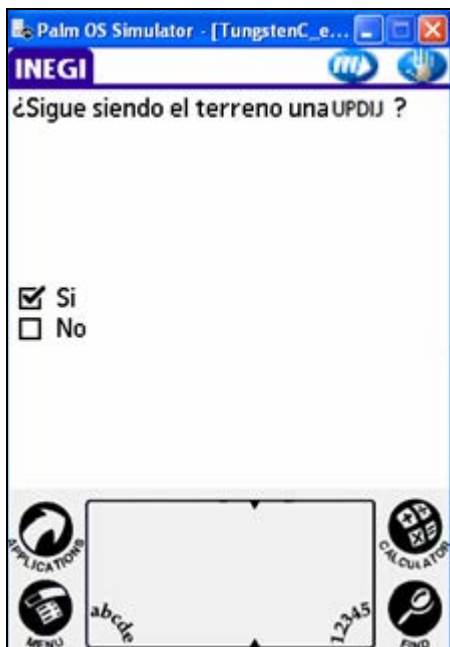 Palm OS Simulator - [TungstenC_e...
INEGI
¿Sigue siendo el terreno una UPDIJ ?
Si
No
APPLICATIONS
CALCULATOR
MENU
abcde
12345
FIND